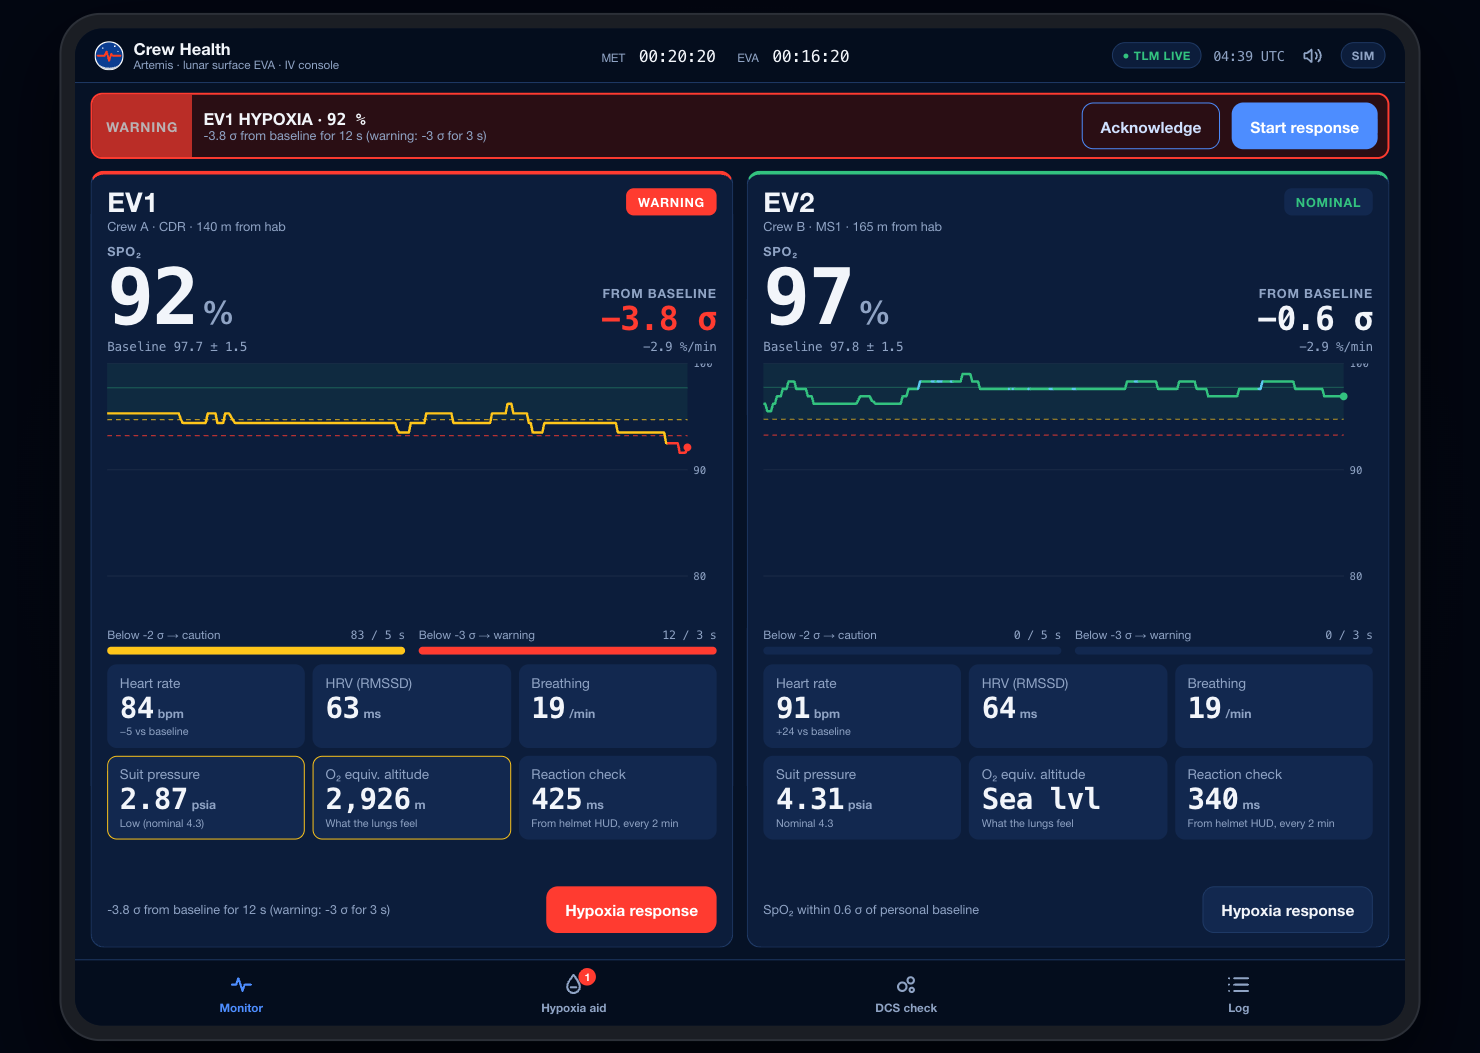 Crew Health
Artemis · lunar surface EVA · IV console
MET 00:20:20 EVA 00:16:20
• TLM LIVE 04:39 UTC SIM
WARNING
EV1 HYPOXIA · 92 %
-3.8 σ from baseline for 12 s (warning: -3 σ for 3 s)
Acknowledge
Start response
EV1
WARNING
Crew A · CDR · 140 m from hab
SPO₂
92 %
FROM BASELINE
−3.8 σ
Baseline 97.7 ± 1.5
−2.9 %/min
100
90
80
Below -2 σ → caution 83 / 5 s
Below -3 σ → warning 12 / 3 s
Heart rate
84 bpm
−5 vs baseline
HRV (RMSSD)
63 ms
Breathing
19 /min
Suit pressure
2.87 psia
Low (nominal 4.3)
O₂ equiv. altitude
2,926 m
What the lungs feel
Reaction check
425 ms
From helmet HUD, every 2 min
-3.8 σ from baseline for 12 s (warning: -3 σ for 3 s)
Hypoxia response
EV2
NOMINAL
Crew B · MS1 · 165 m from hab
SPO₂
97 %
FROM BASELINE
−0.6 σ
Baseline 97.8 ± 1.5
−2.9 %/min
100
90
80
Below -2 σ → caution 0 / 5 s
Below -3 σ → warning 0 / 3 s
Heart rate
91 bpm
+24 vs baseline
HRV (RMSSD)
64 ms
Breathing
19 /min
Suit pressure
4.31 psia
Nominal 4.3
O₂ equiv. altitude
Sea lvl
What the lungs feel
Reaction check
340 ms
From helmet HUD, every 2 min
SpO₂ within 0.6 σ of personal baseline
Hypoxia response
Monitor
1
Hypoxia aid
DCS check
Log